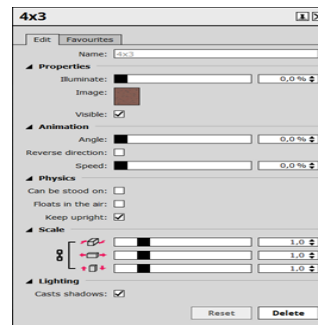 4x3
Edit Favourites
Name: 4x3
Properties
Illuminate: 0,0 %
Image:
Visible:
Animation
Angle: 0,0 %
Reverse direction:
Speed: 0,0 %
Physics
Can be stood on:
Floats in the air:
Keep upright:
Scale
1,0
1,0
1,0
Lighting
Casts shadows:
Reset Delete